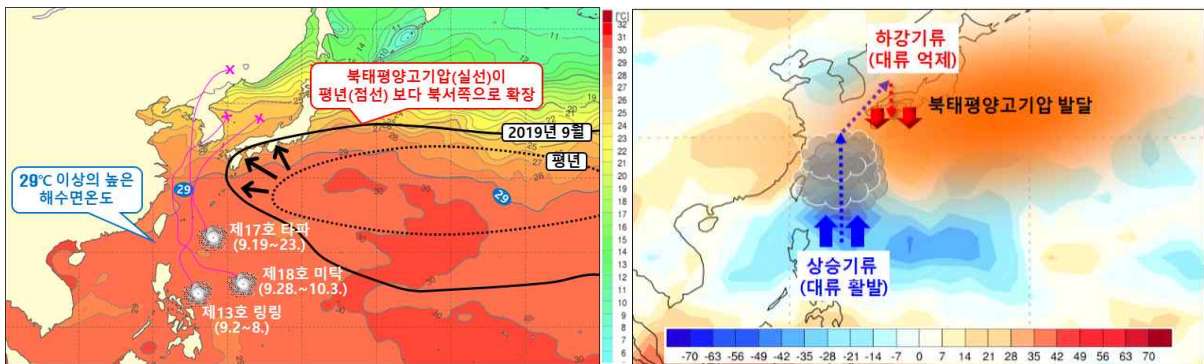 북태평양고기압(실선)이
평년(점선) 보다 북서쪽으로 확장
2019년 9월
평년
29℃ 이상의 높은
해수면온도
29
29
제17호 타파
(9.19~23.)
제18호 미탁
(9.28.~10.3.)
제13호 링링
(9.2~8.)
[℃]
32
31
30
29
28
27
26
25
24
23
22
21
20
19
18
17
16
15
14
13
12
11
10
9
8
7
6
5
하강기류
(대류 억제)
북태평양고기압 발달
상승기류
(대류 활발)
-70 -63 -56 -49 -42 -35 -28 -21 -14 -7 0 7 14 21 28 35 42 49 56 63 70